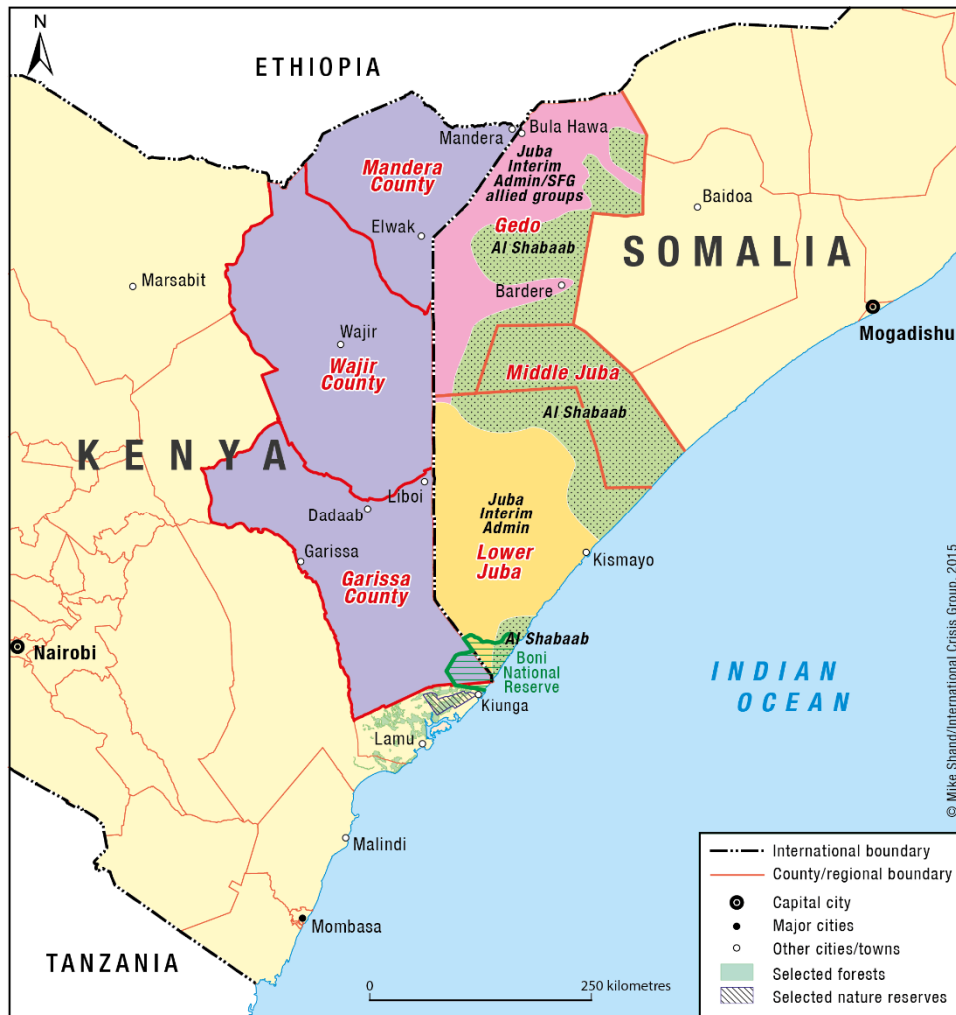 N
ETHIOPIA
Mandera
Bula Hawa
Mandera
County
Juba
Interim
Admin/SFG
allied groups
Gedo
Al Shabaab
Elwak
Baidoa
SOMALIA
Marsabit
Bardere
Mogadishu
Wajir
Wajir
County
Middle Juba
Al Shabaab
KENYA
Liboi
Dadaab
Juba
Interim
Admin
Lower
Juba
Garissa
Kismayo
Garissa
County
Nairobi
Al Shabaab
Boni
National
Reserve
Kiunga
INDIAN
OCEAN
Lamu
Malindi
Mombasa
TANZANIA
0 250 kilometres
International boundary
County/regional boundary
Capital city
Major cities
Other cities/towns
Selected forests
Selected nature reserves
© Mike Shand/International Crisis Group, 2015